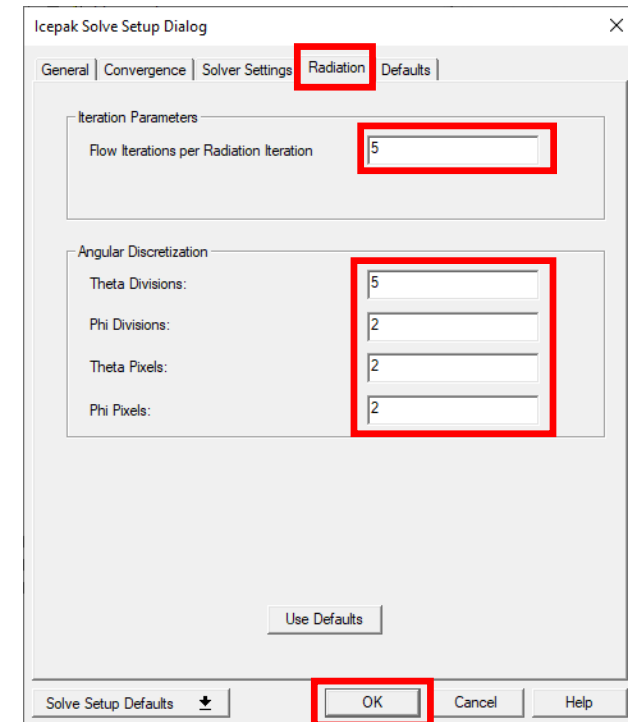 Icepak Solve Setup Dialog
General Convergence Solver Settings Radiation Defaults
Iteration Parameters
Flow Iterations per Radiation Iteration 5
Angular Discretization
Theta Divisions: 5
Phi Divisions: 2
Theta Pixels: 2
Phi Pixels: 2
Use Defaults
Solve Setup Defaults OK Cancel Help